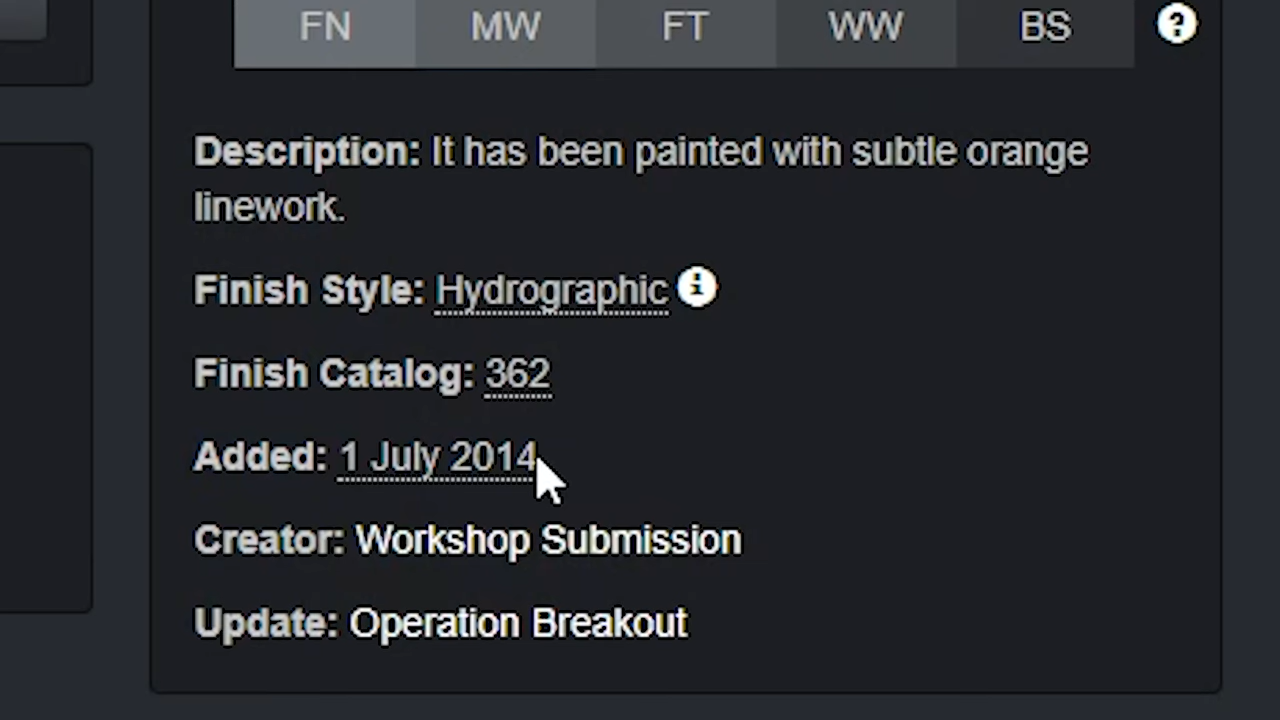 FN MW FT WW BS ?
Description: It has been painted with subtle orange
linework.
Finish Style: Hydrographic i
Finish Catalog: 362
Added: 1 July 2014
Creator: Workshop Submission
Update: Operation Breakout